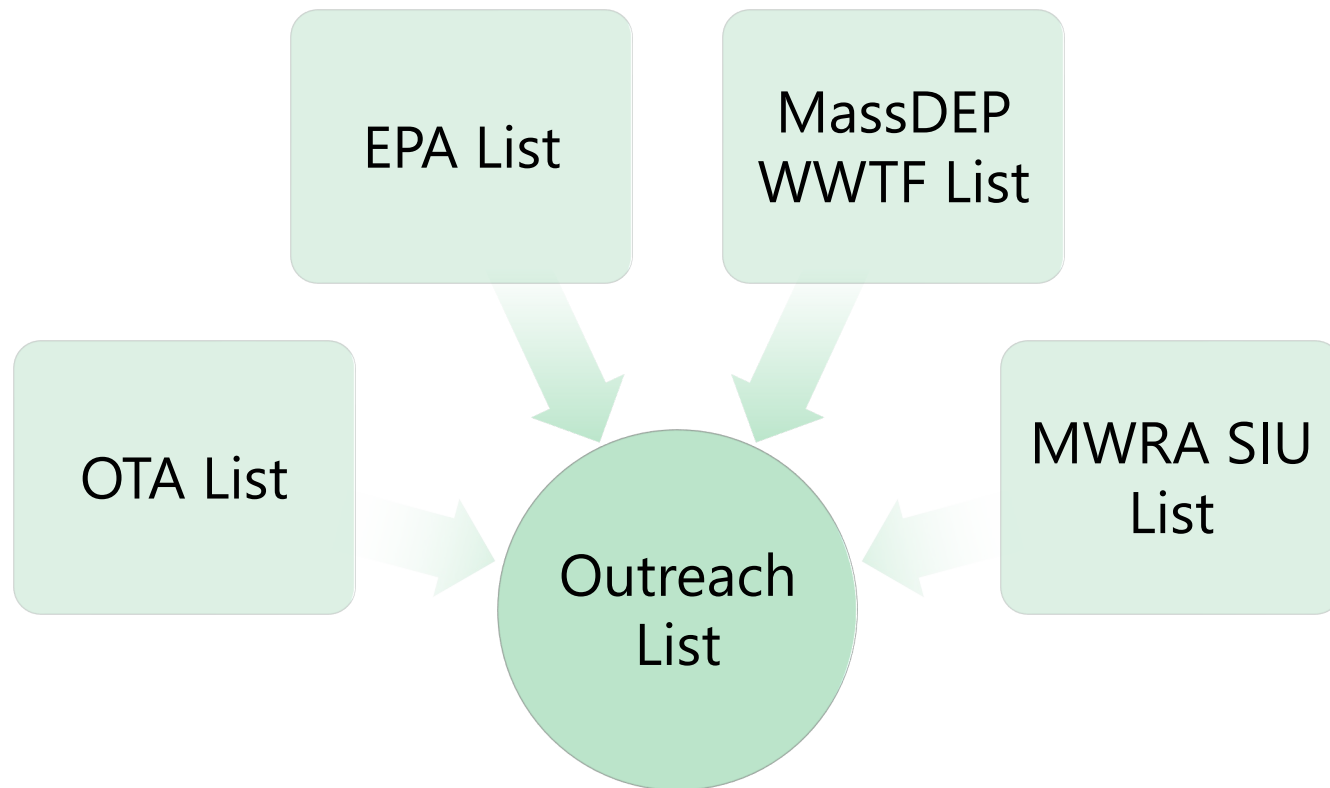 EPA List
MassDEP
WWTF List
OTA List
MWRA SIU
List
Outreach
List